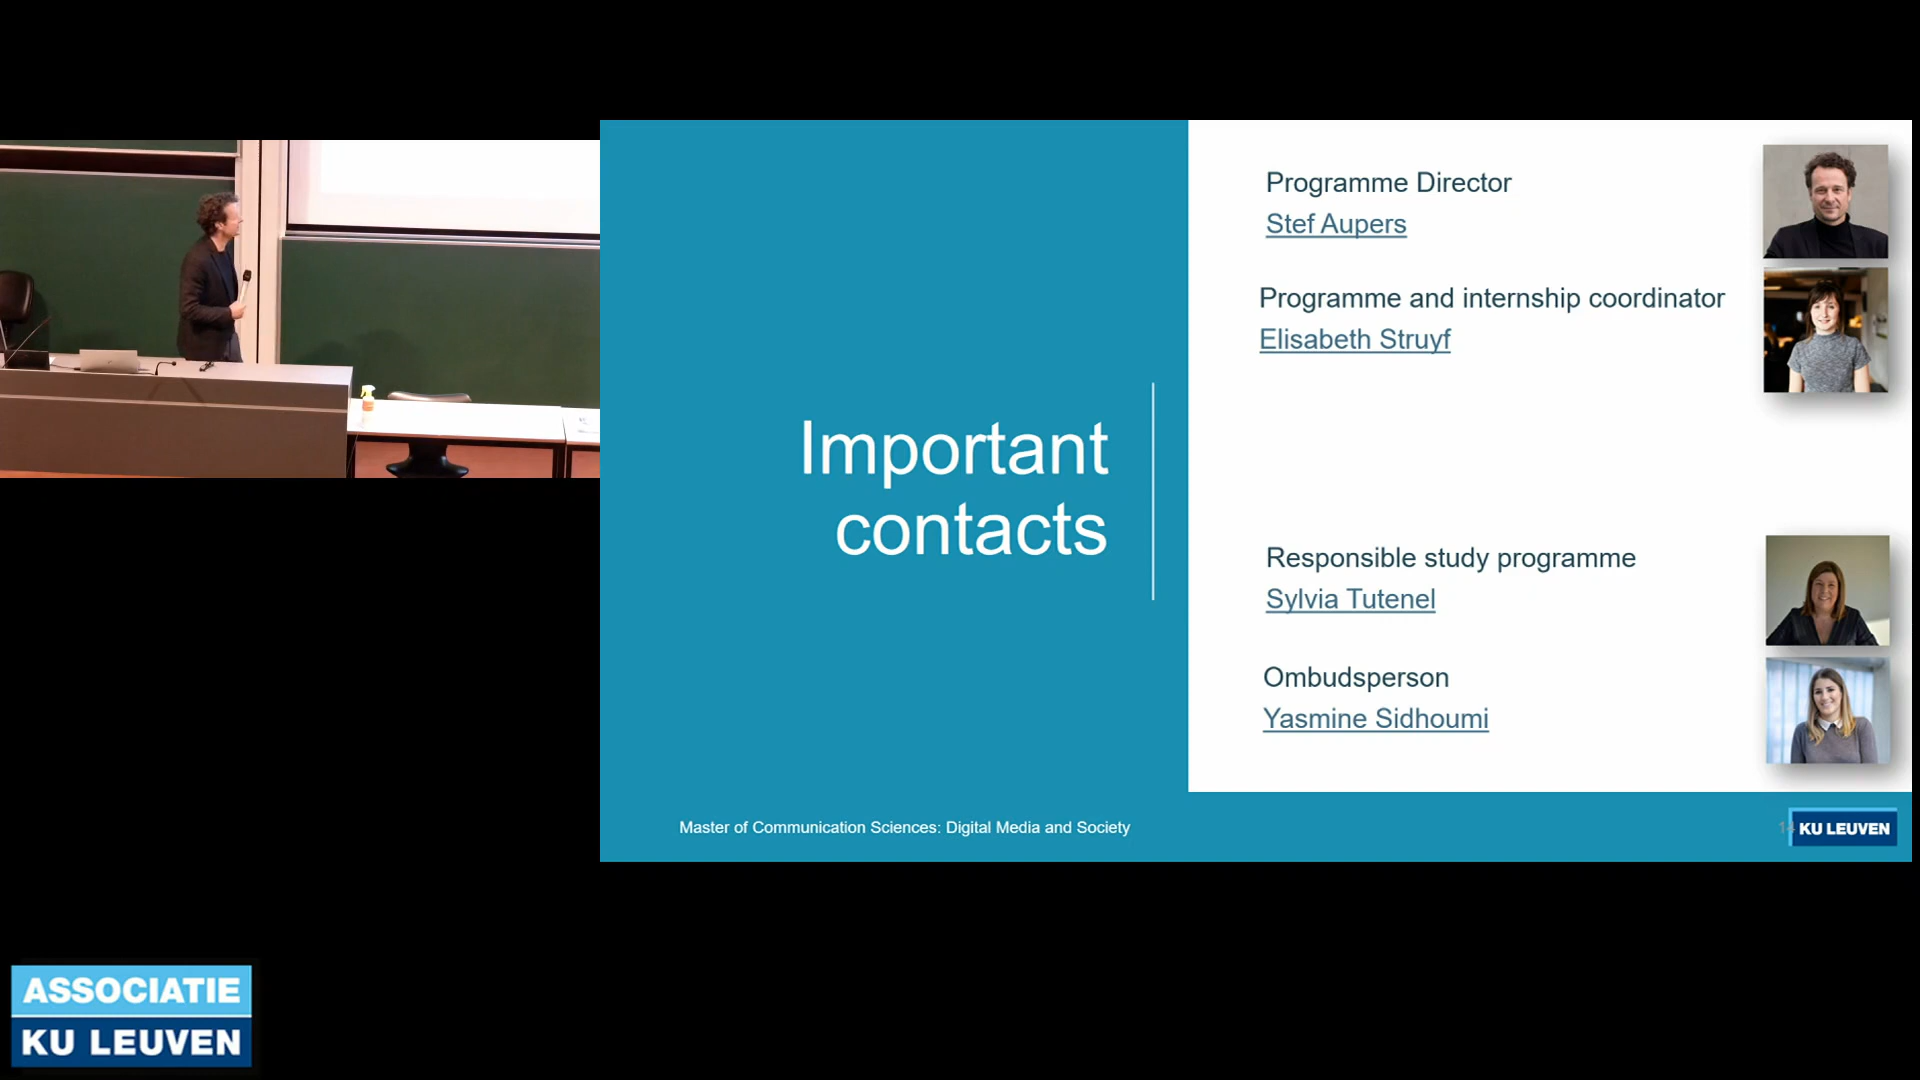 Important
contacts
Programme Director
Stef Aupers
Programme and internship coordinator
Elisabeth Struyf
Responsible study programme
Sylvia Tutenel
Ombudsperson
Yasmine Sidhoumi
Master of Communication Sciences: Digital Media and Society
14
KU LEUVEN
ASSOCIATIE
KU LEUVEN